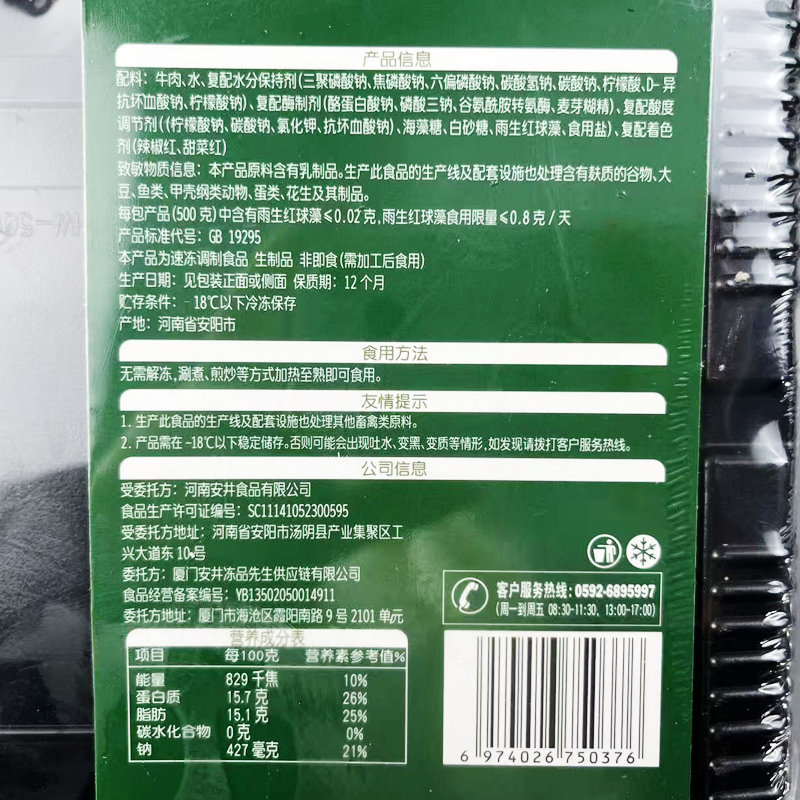 产品信息
配料：牛肉、水、复配水分保持剂(三聚磷酸钠、焦磷酸钠、六偏磷酸钠、碳酸氢钠、碳酸钠、柠檬酸、D-异
抗坏血酸钠、柠檬酸钠)、复配酶制剂(酪蛋白酸钠、磷酸三钠、谷氨酰胺转氨酶、麦芽糊精)、复配酸度
调节剂((柠檬酸钠、碳酸钠、氯化钾、抗坏血酸钠)、海藻糖、白砂糖、雨生红球藻、食用盐)、复配着色
剂(辣椒红、甜菜红)
致敏物质信息：本产品原料含有乳制品。生产此食品的生产线及配套设施也处理含有麸质的谷物、大
豆、鱼类、甲壳纲类动物、蛋类、花生及其制品。
每包产品(500克)中含有雨生红球藻≤0.02克,雨生红球藻食用限量≤0.8克/天
产品标准代号：GB 19295
本产品为速冻调制食品 生制品 非即食(需加工后食用)
生产日期：见包装正面或侧面 保质期：12个月
贮存条件：-18℃以下冷冻保存
产地：河南省安阳市
食用方法
无需解冻,涮煮、煎炒等方式加热至熟即可食用。
友情提示
1. 生产此食品的生产线及配套设施也处理其他畜禽类原料。
2. 产品需在-18℃以下稳定储存。否则可能会出现吐水、变黑、变质等情形,如发现请拨打客户服务热线。
公司信息
受委托方：河南安井食品有限公司
食品生产许可证编号：SC11141052300595
受委托方地址：河南省安阳市汤阴县产业集聚区工
兴大道东10号
委托方：厦门安井冻品先生供应链有限公司
食品经营备案编号：YB13502050014911
委托方地址：厦门市海沧区霞阳南路9号2101单元
客户服务热线：0592-6895997
(周一到周五 08:30-11:30, 13:00-17:00)
营养成分表
项目 每100克 营养素参考值%
能量 829千焦 10%
蛋白质 15.7克 26%
脂肪 15.1克 25%
碳水化合物 0克 0%
钠 427毫克 21%
6 974026 750376